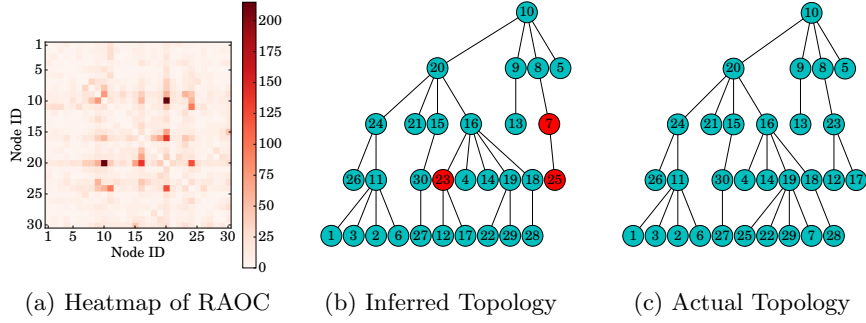 200
175
150
125
100
75
50
25
0
Node ID
1
5
10
15
20
25
30
1 5 10 15 20 25 30
Node ID
10
20 9 8 5
24 21 15 16 13 7
26 11 30 23 4 14 19 18 25
1 3 2 6 27 12 17 22 29 28
10
20 9 8 5
24 21 15 16 13 23
26 11 30 4 14 19 18 12 17
1 3 2 6 27 25 22 29 7 28
(a) Heatmap of RAOC
(b) Inferred Topology
(c) Actual Topology